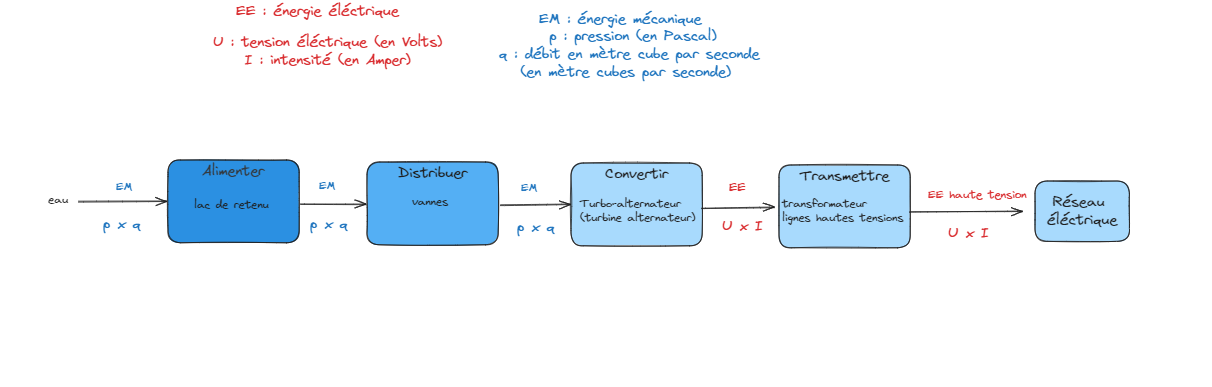 EE : énergie éléctrique
U : tension éléctrique (en Volts)
I : intensité (en Amper)
EM : énergie mécanique
p : pression (en Pascal)
q : débit en mètre cube par seconde
(en mètre cubes par seconde)
eau
EM
p x q
Alimenter
lac de retenu
EM
p x q
Distribuer
vannes
EM
p x q
Convertir
Turbo-alternateur
(turbine alternateur)
EE
U x I
Transmettre
transformateur
lignes hautes tensions
EE haute tension
U x I
Réseau
éléctrique